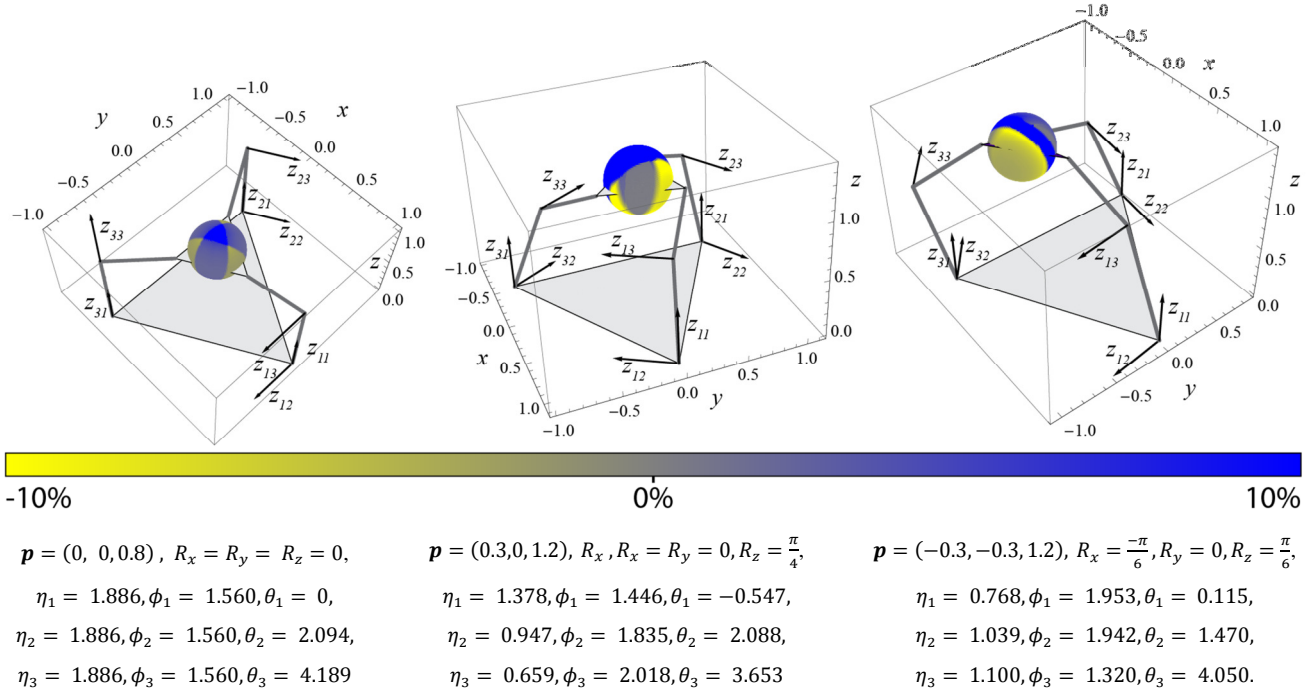 -1.0
-0.5
0.0
0.5
1.0
y
-1.0
-0.5
0.0
0.5
1.0
x
1.0
0.5
0.0
z
z23
z21
z22
z33
z31
z11
z13
z12
z23
z21
z22
z33
z31
z32
z13
z11
z12
-1.0
-0.5
0.0
0.5
1.0
x
-1.0
-0.5
0.0
0.5
1.0
y
0.0
0.5
1.0
z
-1.0
-0.5
0.0
0.5
1.0
x
z23
z21
z22
z33
z31
z32
z13
z11
z12
1.0
0.5
0.0
z
-1.0
-0.5
0.0
0.5
y
-10% 0% 10%
p = (0, 0,0.8) , Rx = Ry = Rz = 0,
η1 = 1.886, ϕ1 = 1.560, θ1 = 0,
η2 = 1.886, ϕ2 = 1.560, θ2 = 2.094,
η3 = 1.886, ϕ3 = 1.560, θ3 = 4.189
p = (0.3,0, 1.2), Rx , Rx = Ry = 0, Rz = π/4,
η1 = 1.378, ϕ1 = 1.446, θ1 = −0.547,
η2 = 0.947, ϕ2 = 1.835, θ2 = 2.088,
η3 = 0.659, ϕ3 = 2.018, θ3 = 3.653
p = (−0.3, −0.3, 1.2), Rx = −π/6, Ry = 0, Rz = π/6,
η1 = 0.768, ϕ1 = 1.953, θ1 = 0.115,
η2 = 1.039, ϕ2 = 1.942, θ2 = 1.470,
η3 = 1.100, ϕ3 = 1.320, θ3 = 4.050.